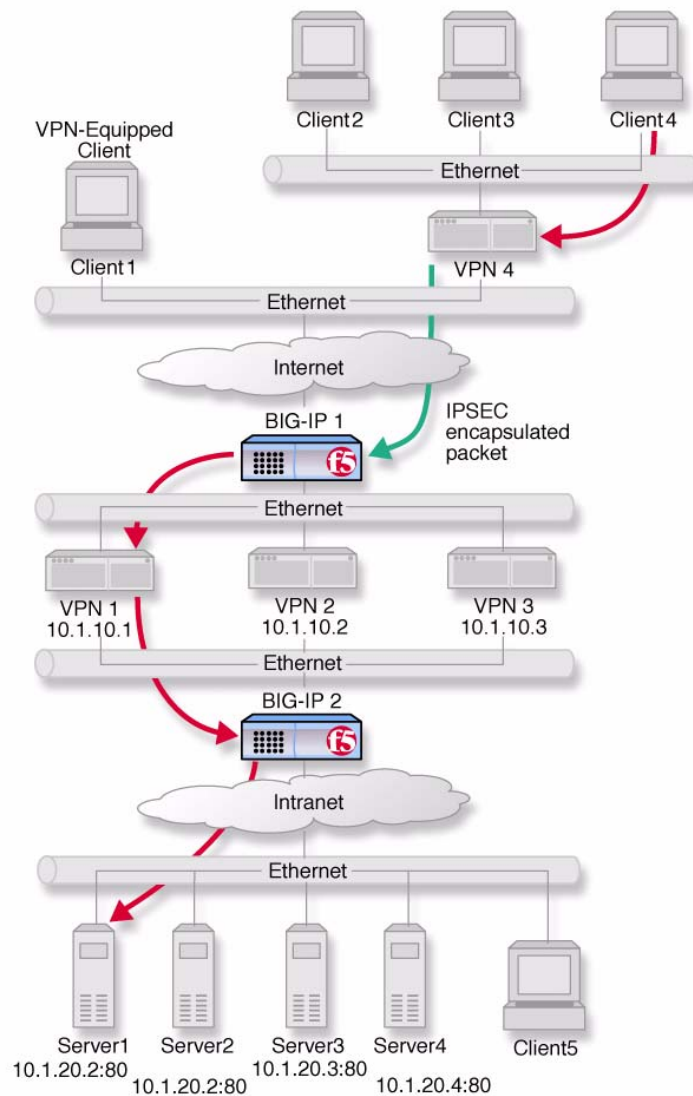 Client2
Client3
Client4
VPN-Equipped
Client
Ethernet
Client1
VPN 4
Ethernet
Internet
BIG-IP 1
IPSEC
encapsulated
packet
f5
Ethernet
VPN 1
10.1.10.1
VPN 2
10.1.10.2
VPN 3
10.1.10.3
Ethernet
BIG-IP 2
f5
Intranet
Ethernet
Server1
10.1.20.2:80
Server2
10.1.20.2:80
Server3
10.1.20.3:80
Server4
10.1.20.4:80
Client5